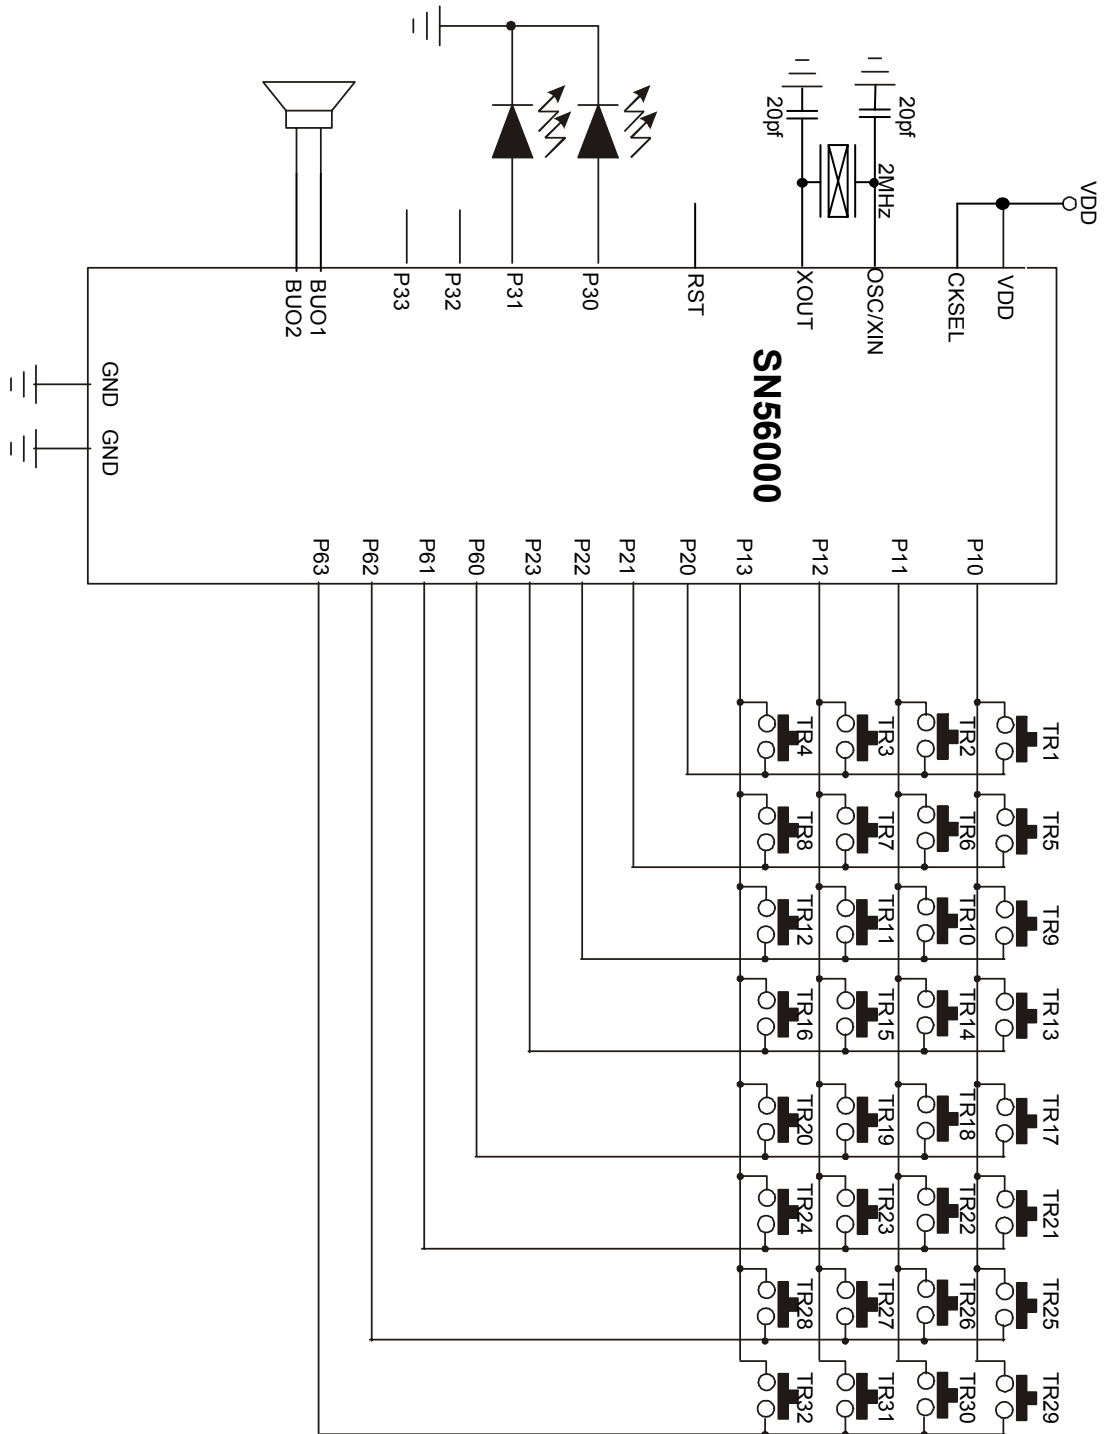 VDD
VDD
CKSEL
2MHz
20pf
20pf
OSC/XIN
XOUT
RST
P30
P31
P32
P33
BUO1
BUO2
GND
GND
SN56000
P10
P11
P12
P13
P20
P21
P22
P23
P60
P61
P62
P63
TR1
TR2
TR3
TR4
TR5
TR6
TR7
TR8
TR9
TR10
TR11
TR12
TR13
TR14
TR15
TR16
TR17
TR18
TR19
TR20
TR21
TR22
TR23
TR24
TR25
TR26
TR27
TR28
TR29
TR30
TR31
TR32